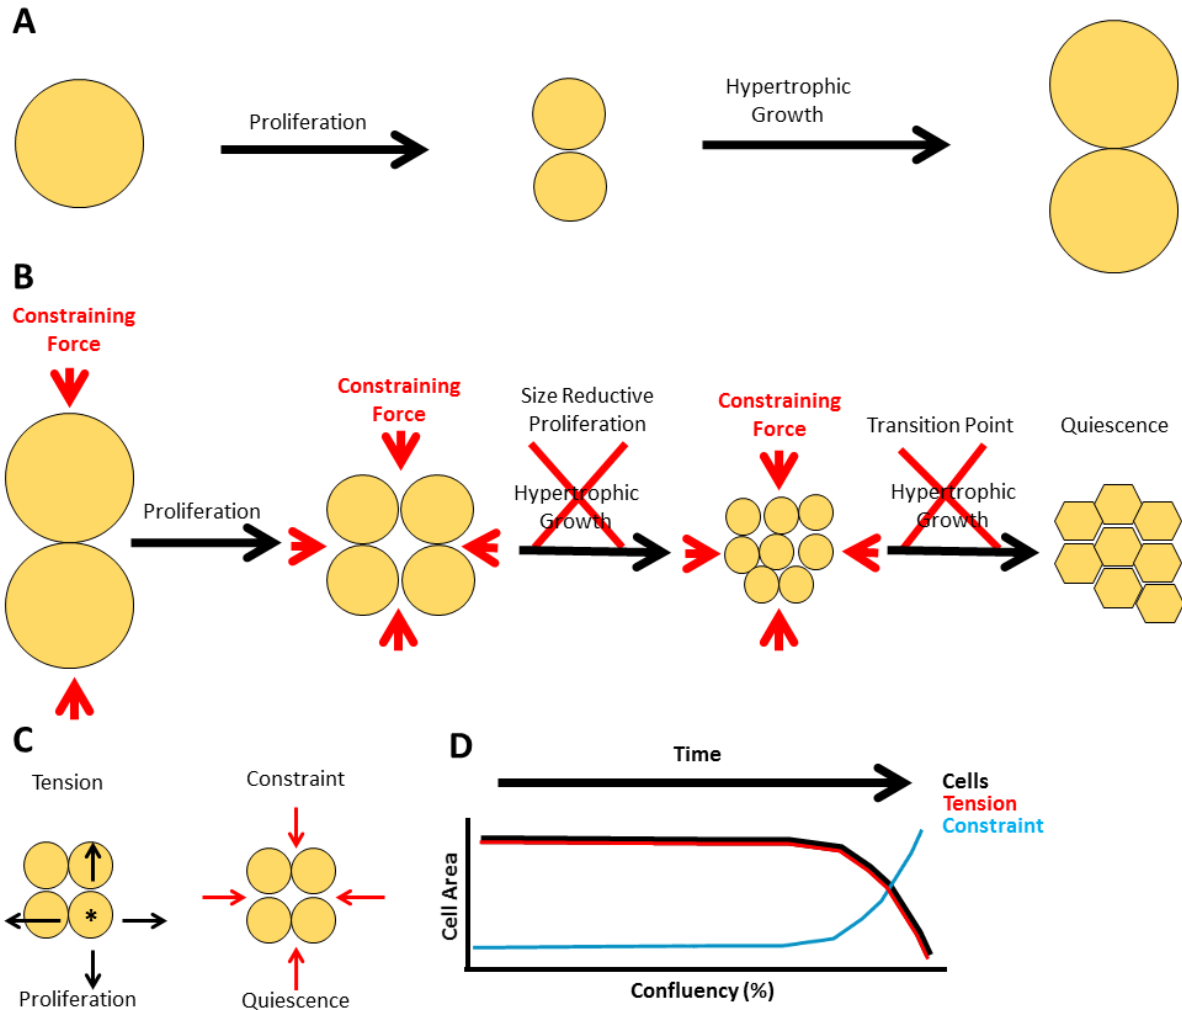 A
Proliferation
Hypertrophic
Growth
B
Constraining
Force
Proliferation
Constraining
Force
Size Reductive
Proliferation
Hypertrophic
Growth
Constraining
Force
Transition Point
Hypertrophic
Growth
Quiescence
C
Tension
*
Proliferation
Constraint
Quiescence
D
Time
Cells
Tension
Constraint
Cell Area
Confluency (%)